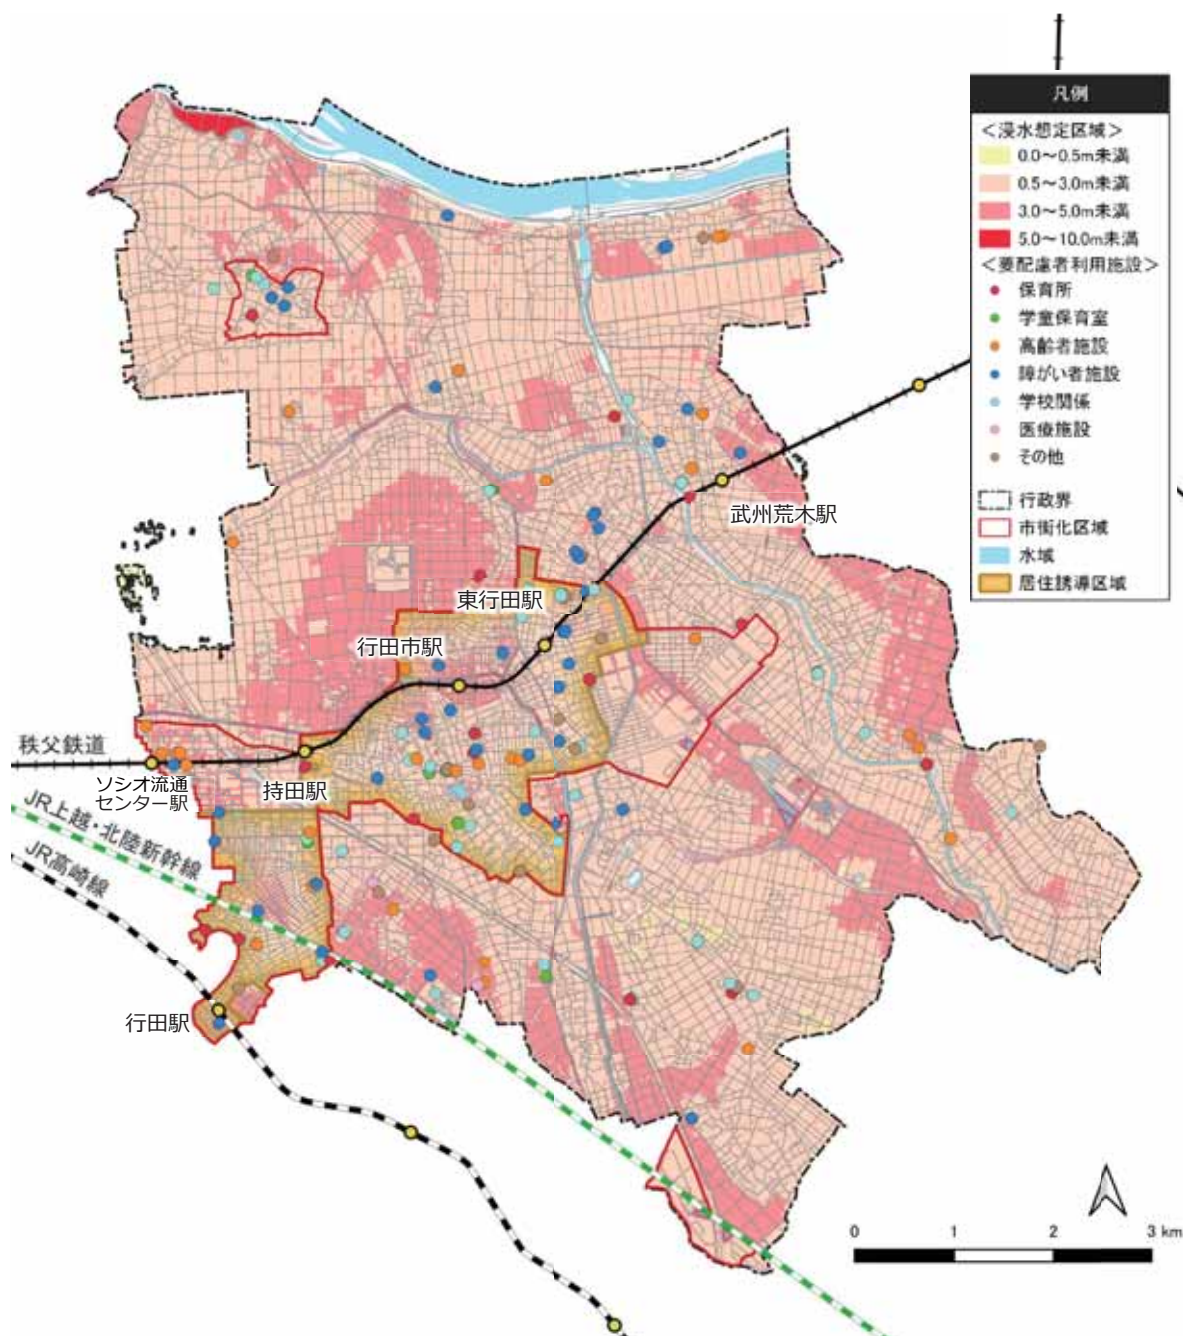 凡例
<浸水想定区域>
0.0～0.5m未満
0.5～3.0m未満
3.0～5.0m未満
5.0～10.0m未満
<要配慮者利用施設>
保育所
学童保育室
高齢者施設
障がい者施設
学校関係
医療施設
その他
行政界
市街化区域
水域
居住誘導区域
武州荒木駅
東行田駅
行田市駅
秩父鉄道
ソシオ流通
センター駅
持田駅
JR上越・北陸新幹線
JR高崎線
行田駅
0 1 2 3 km